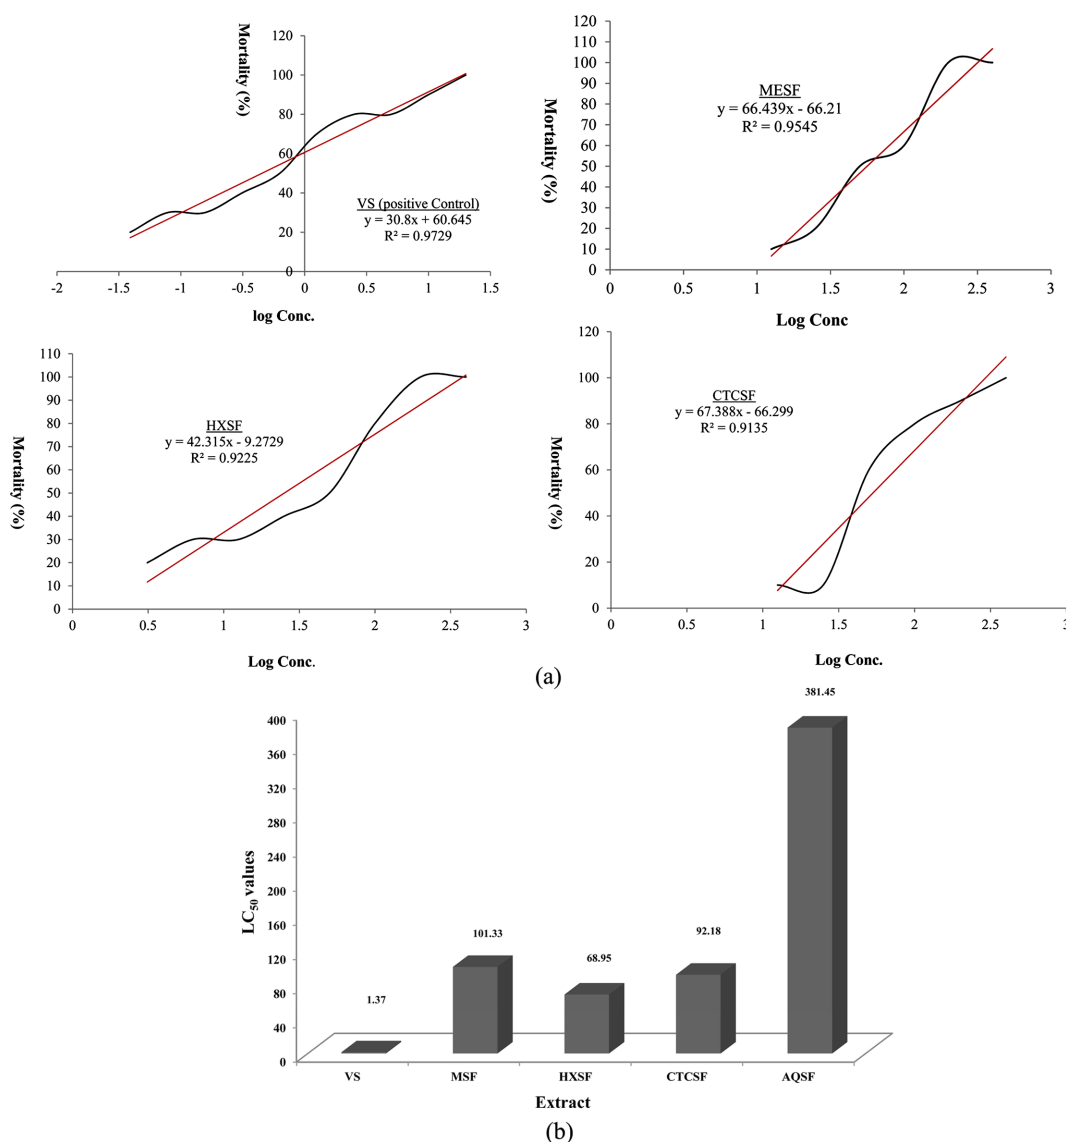 120
100
80
60
40
20
0
Mortality (%)
-2 -1.5 -1 -0.5 0 0.5 1 1.5
log Conc.
VS (positive Control)
y = 30.8x + 60.645
R² = 0.9729
120
110
100
90
80
70
60
50
40
30
20
10
0
Mortality (%)
MESF
y = 66.439x - 66.21
R² = 0.9545
0 0.5 1 1.5 2 2.5 3
Log Conc
110
100
90
80
70
60
50
40
30
20
10
0
Mortality (%)
HXSF
y = 42.315x - 9.2729
R² = 0.9225
0 0.5 1 1.5 2 2.5 3
Log Conc.
120
100
80
60
40
20
0
Mortality (%)
CTCSF
y = 67.388x - 66.299
R² = 0.9135
0 0.5 1 1.5 2 2.5 3
Log Conc.
(a)
400
360
320
280
240
200
160
120
80
40
0
LC50 values
1.37
101.33
68.95
92.18
381.45
VS MSF HXSF CTCSF AQSF
Extract
(b)